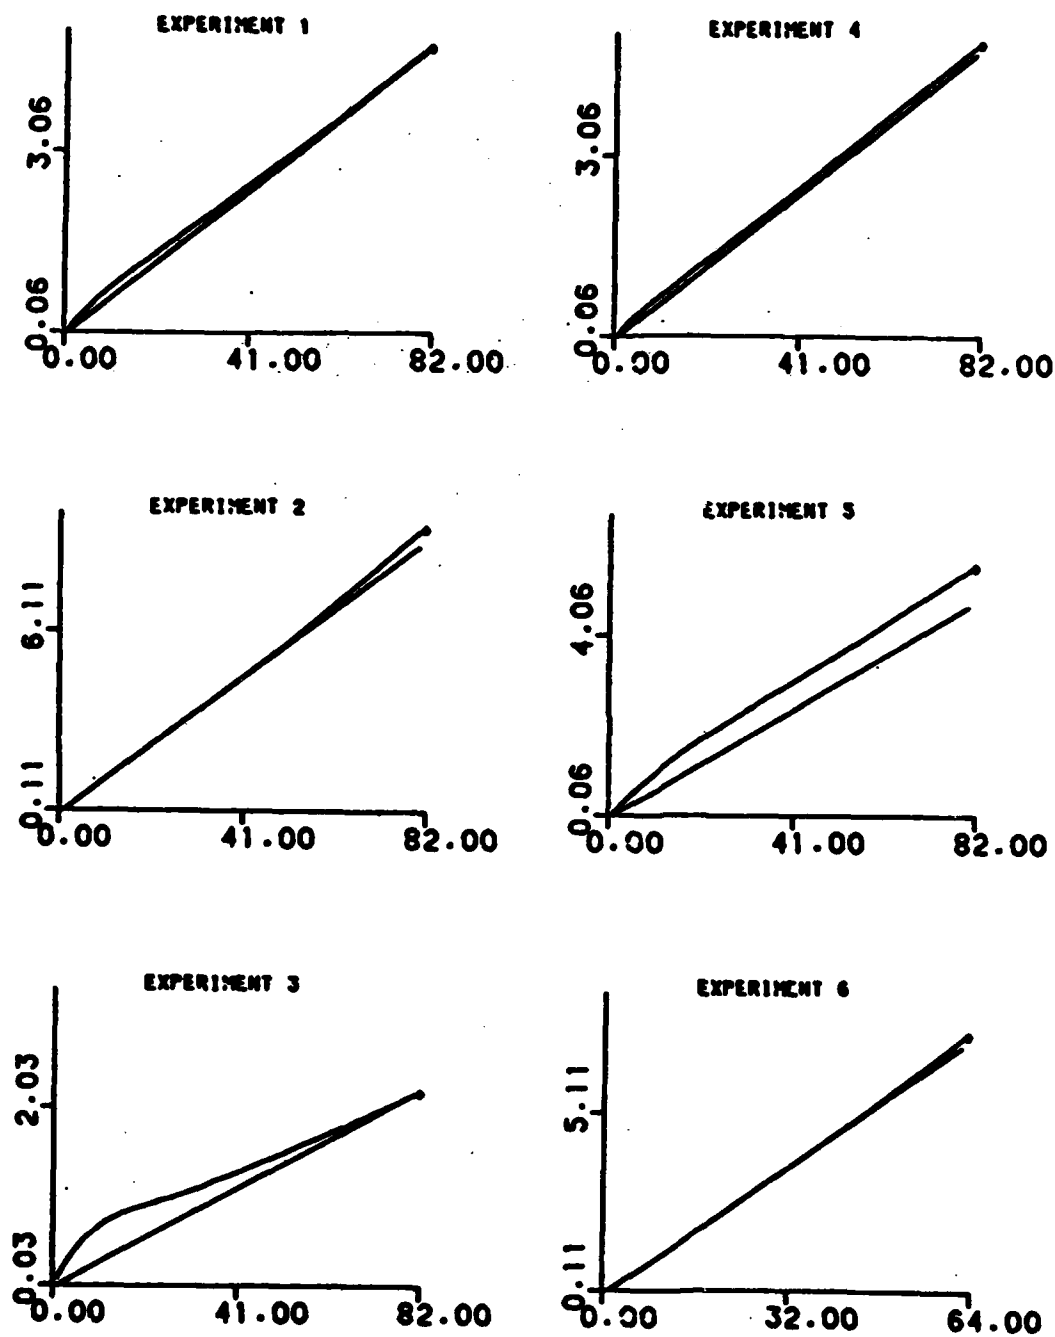 EXPERIMENT 1
3.06
0.06
0.00 41.00 82.00
EXPERIMENT 4
3.06
0.06
0.00 41.00 82.00
EXPERIMENT 2
6.11
0.11
0.00 41.00 82.00
EXPERIMENT 5
4.06
0.06
0.00 41.00 82.00
EXPERIMENT 3
2.03
0.03
0.00 41.00 82.00
EXPERIMENT 6
5.11
0.11
0.00 32.00 64.00